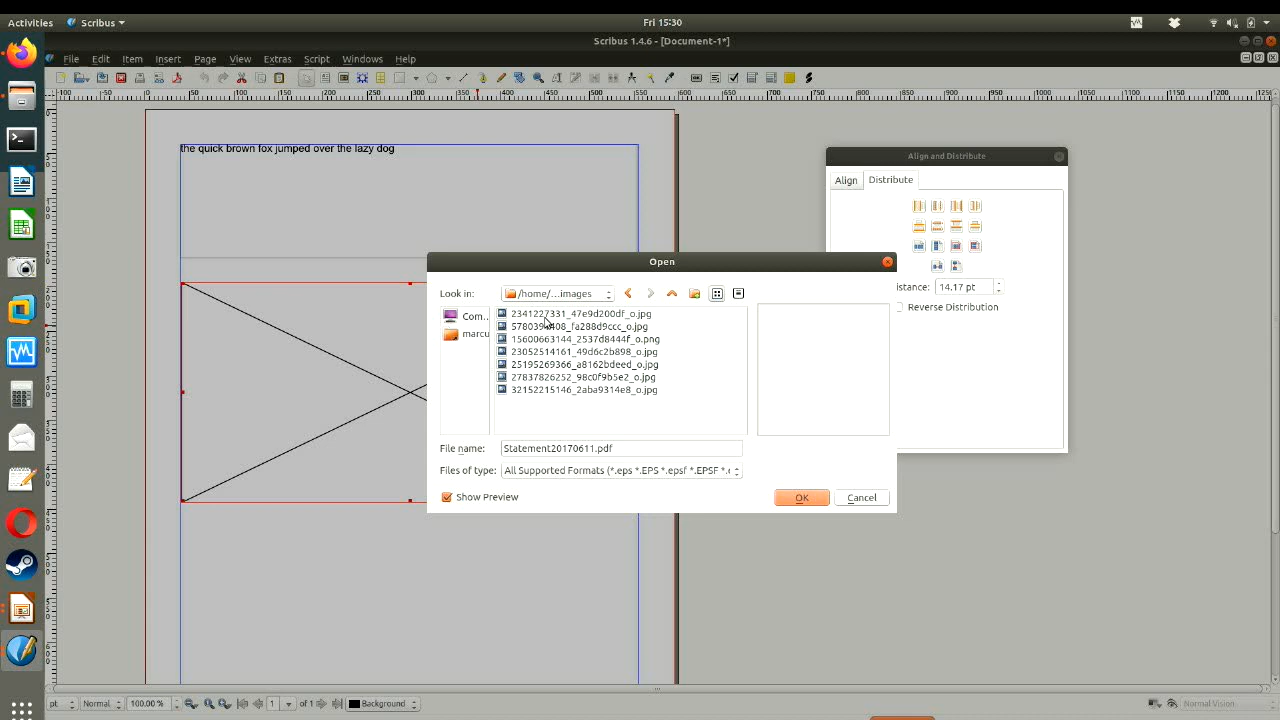 Activities
Scribus
Fri 15:30
Scribus 1.4.6 - [Document-1*]
File Edit Item Insert Page View Extras Script Windows Help
the quick brown fox jumped over the lazy dog
Align and Distribute
Align
Distribute
istance: 14.17 pt
Reverse Distribution
Open
Look in: /home/...images
Com..
marcu
2341227331_47e9d200df_o.jpg
_fa288d9ccc_o.jpg
15600663144_2537d8444f_o.png
23052514161_49d6c2b898_o.jpg
25195269366_a8162bdeed_o.jpg
27837826252_98c0f9b5e2_o.jpg
32152215146_2aba9314e8_o.jpg
File name: Statement20170611.pdf
Files of type: All Supported Formats (*.eps *.EPS *.epsf *.EPSF *.
Show Preview
OK
Cancel
pt Normal 100.00 % 1 of 1 Background Normal Vision